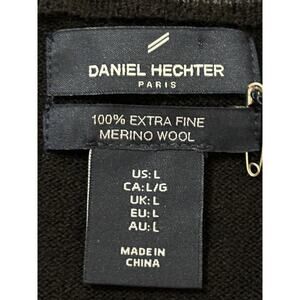 DANIEL HECHTER
PARIS
100% EXTRA FINE
MERINO WOOL
US: L
CA: L/G
UK: L
EU: L
AU: L
MADE IN
CHINA